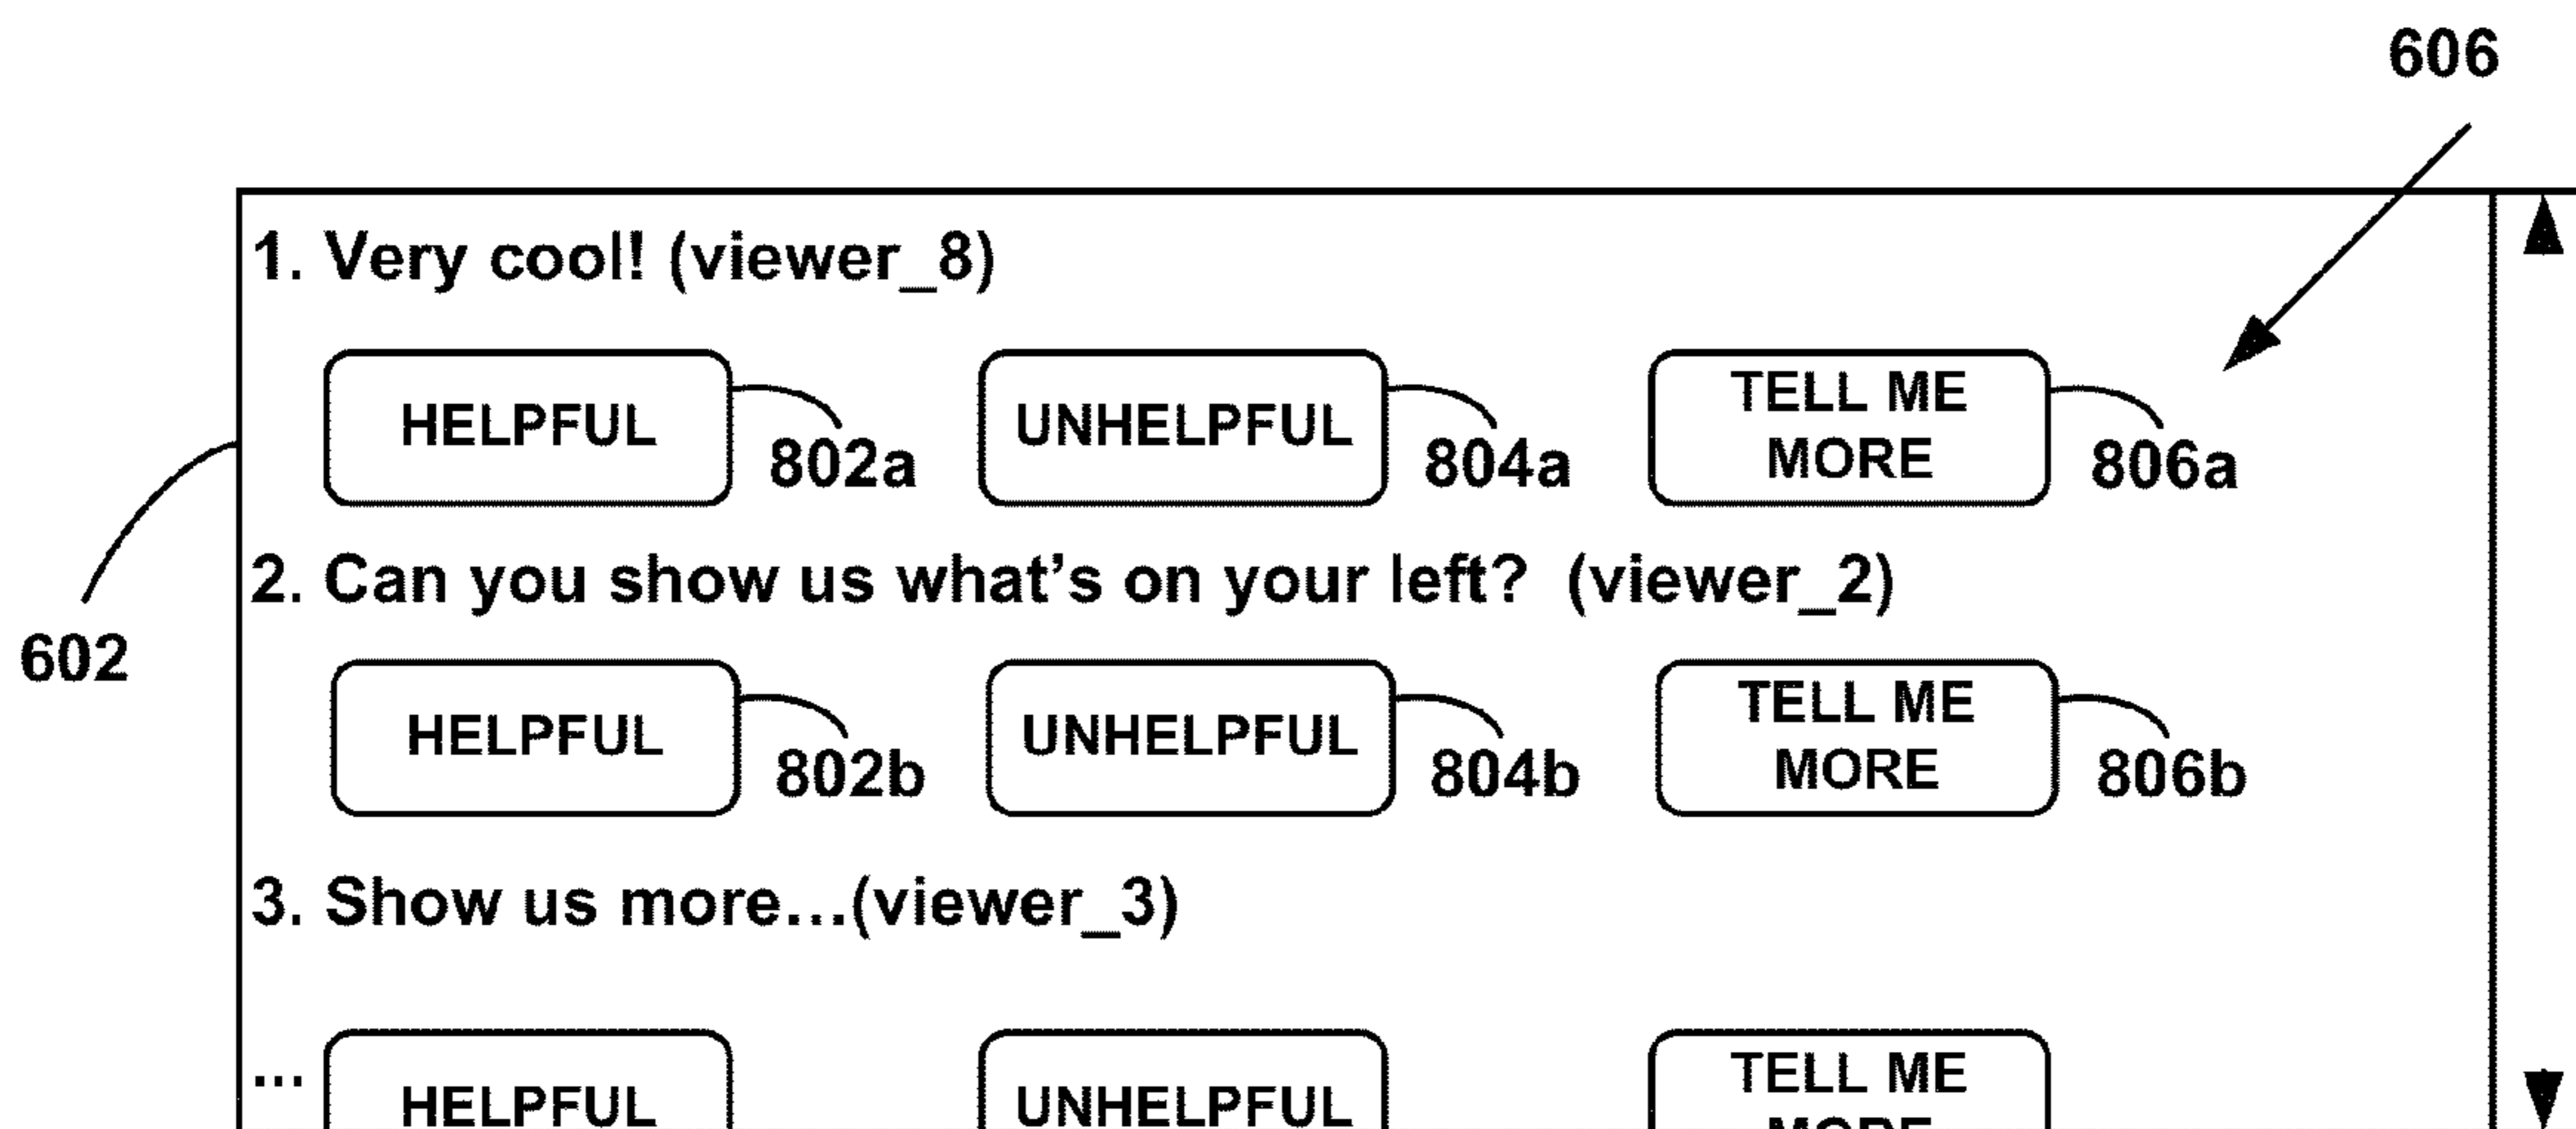 606
1. Very cool! (viewer_8)
HELPFUL 802a UNHELPFUL 804a TELL ME MORE 806a
2. Can you show us what's on your left? (viewer_2)
602
HELPFUL 802b UNHELPFUL 804b TELL ME MORE 806b
3. Show us more...(viewer_3)
... HELPFUL UNHELPFUL TELL ME MORE